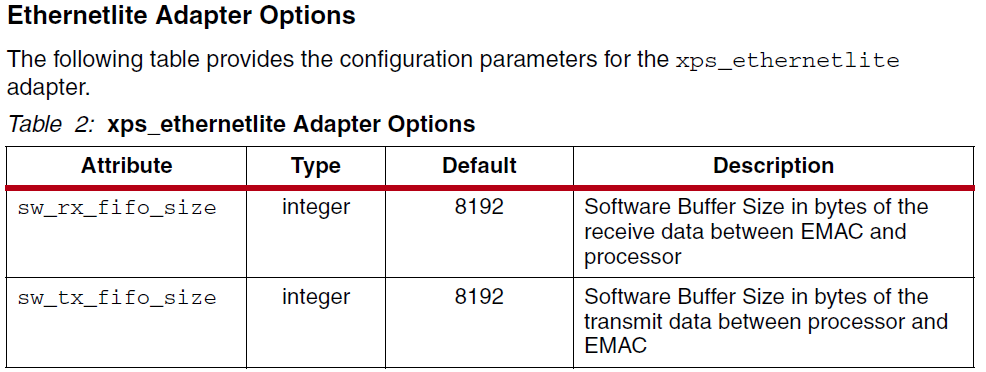 Ethernetlite Adapter Options
The following table provides the configuration parameters for the xps_ethernetlite
adapter.
Table 2: xps_ethernetlite Adapter Options
Attribute Type Default Description
sw_rx_fifo_size integer 8192 Software Buffer Size in bytes of the
receive data between EMAC and
processor
sw_tx_fifo_size integer 8192 Software Buffer Size in bytes of the
transmit data between processor and
EMAC